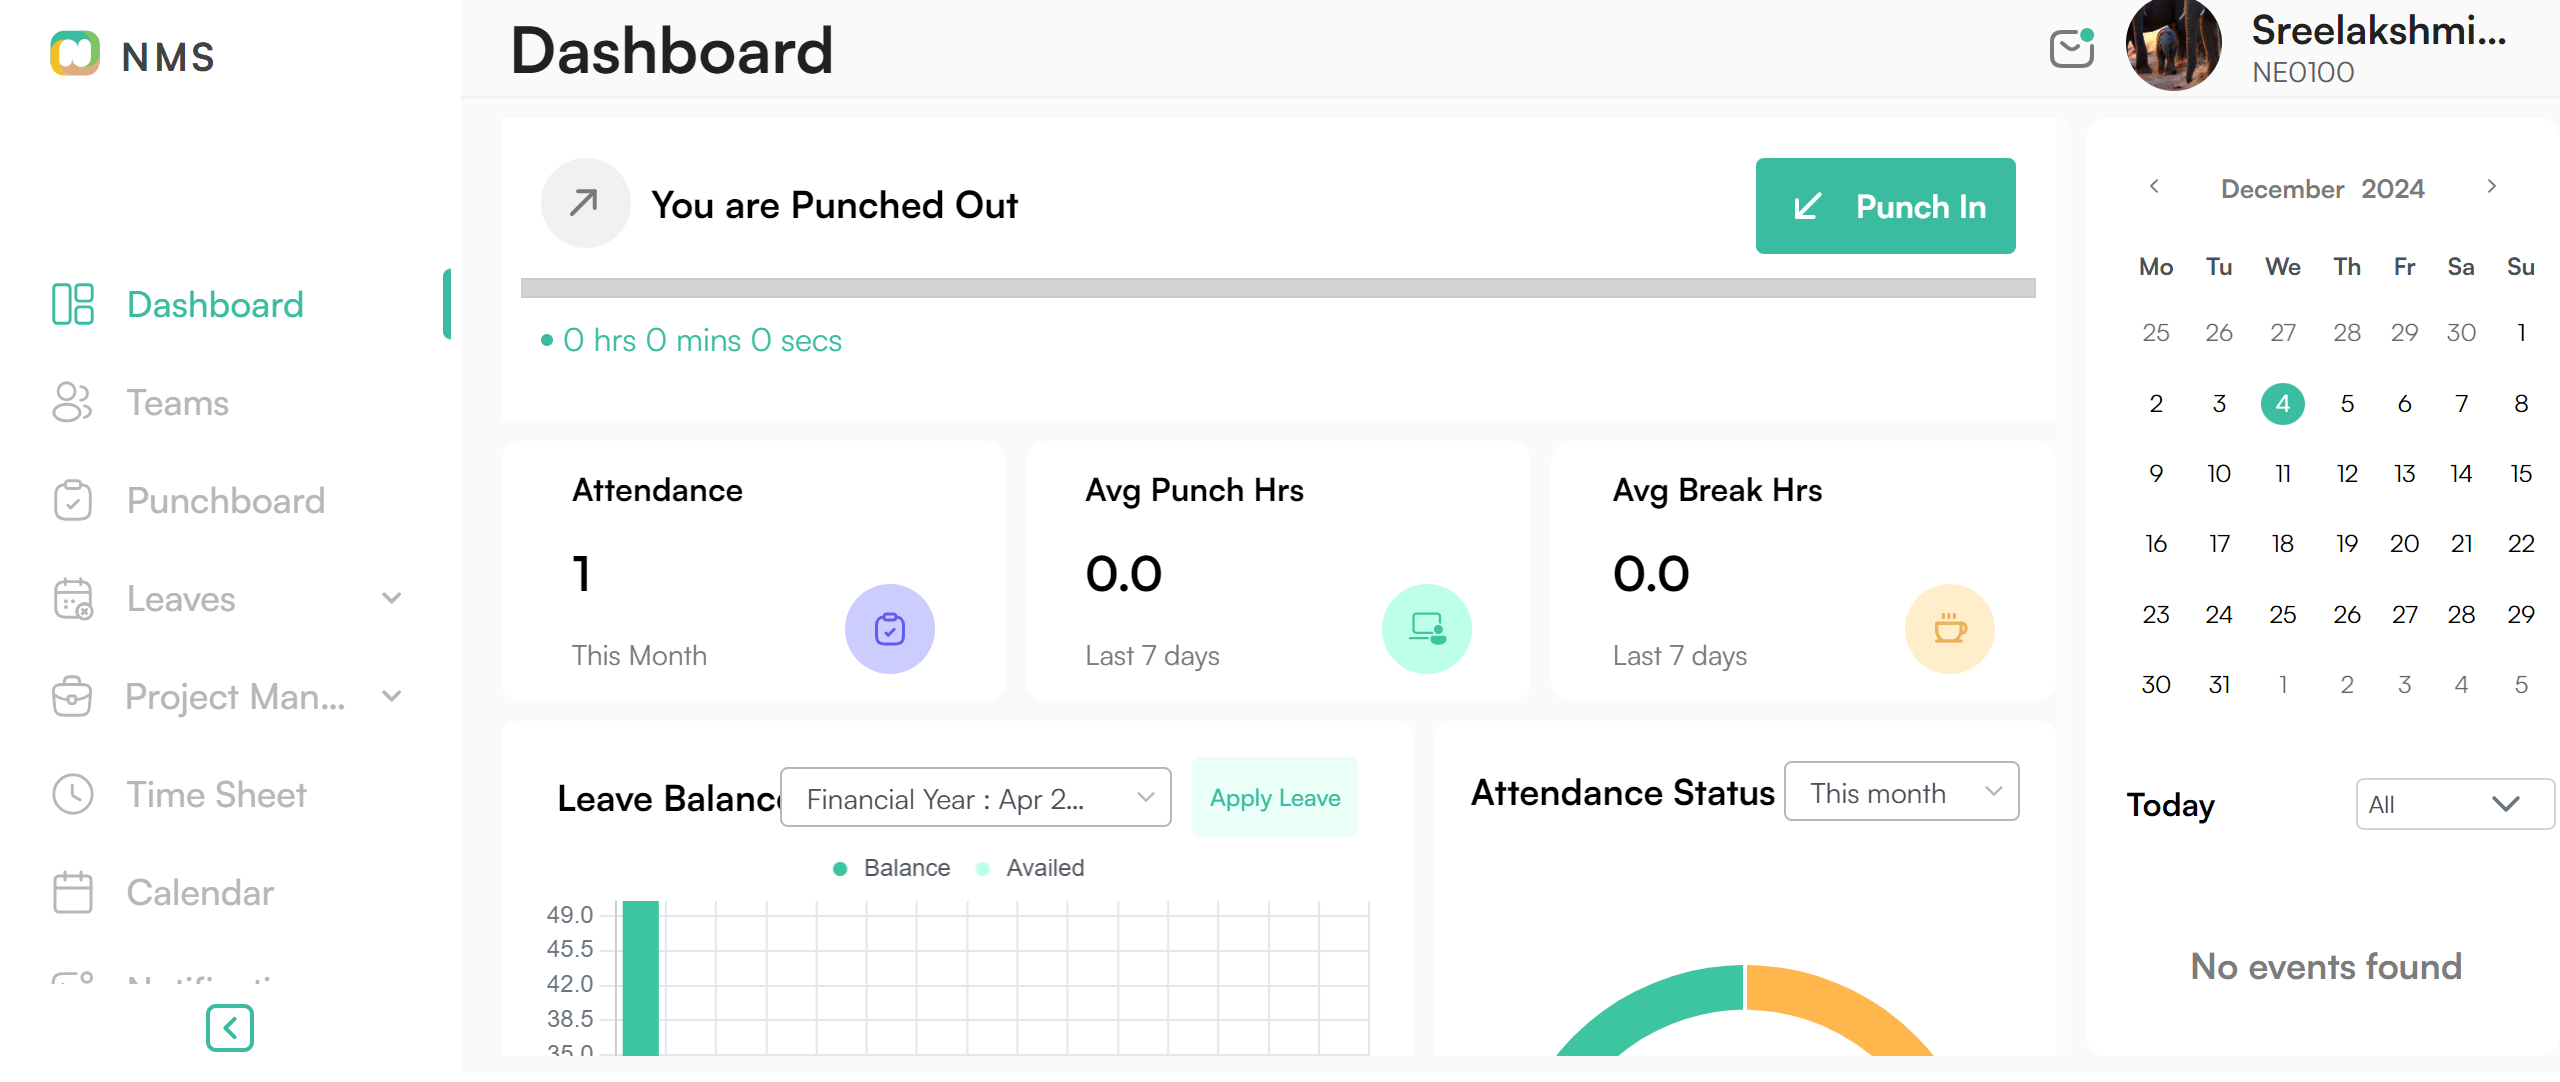 NMS
Dashboard
Teams
Punchboard
Leaves
Project Man...
Time Sheet
Calendar
Dashboard
Sreelakshmi...
NE0100
You are Punched Out
Punch In
0 hrs 0 mins 0 secs
Attendance
1
This Month
Avg Punch Hrs
0.0
Last 7 days
Avg Break Hrs
0.0
Last 7 days
Leave Balance
Financial Year : Apr 2...
Apply Leave
Balance
Availed
49.0
45.5
42.0
38.5
35.0
Attendance Status
This month
December 2024
Mo Tu We Th Fr Sa Su
25 26 27 28 29 30 1
2 3 4 5 6 7 8
9 10 11 12 13 14 15
16 17 18 19 20 21 22
23 24 25 26 27 28 29
30 31 1 2 3 4 5
Today
All
No events found